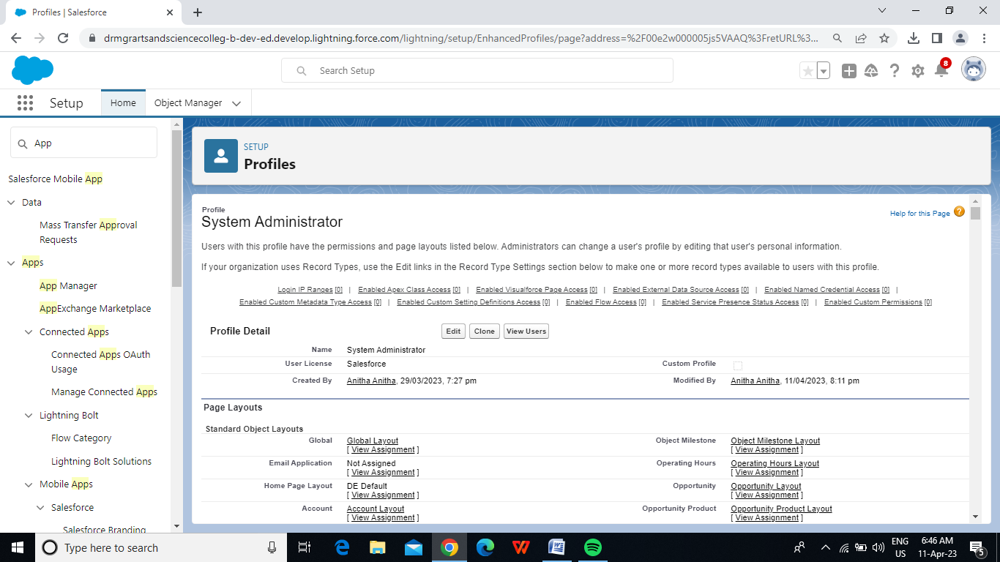 Profiles | Salesforce
drmgrartsandsciencecolleg-b-dev-ed.develop.lightning.force.com/lightning/setup/EnhancedProfiles/page?address=%2F00e2w000005js5VAAQ%3FretURL%3...
Search Setup
8
Setup
Home
Object Manager
App
Salesforce Mobile App
Data
Mass Transfer Approval
Requests
Apps
App Manager
AppExchange Marketplace
Connected Apps
Connected Apps OAuth
Usage
Manage Connected Apps
Lightning Bolt
Flow Category
Lightning Bolt Solutions
Mobile Apps
Salesforce
Salesforce Branding
SETUP
Profiles
Profile
System Administrator
Help for this Page
Users with this profile have the permissions and page layouts listed below. Administrators can change a user's profile by editing that user's personal information.
If your organization uses Record Types, use the Edit links in the Record Type Settings section below to make one or more record types available to users with this profile.
Login IP Ranges [0] | Enabled Apex Class Access [0] | Enabled Visualforce Page Access [0] | Enabled External Data Source Access [0] | Enabled Named Credential Access [0] |
Enabled Custom Metadata Type Access [0] | Enabled Custom Setting Definitions Access [0] | Enabled Flow Access [0] | Enabled Service Presence Status Access [0] | Enabled Custom Permissions [0]
Profile Detail Edit Clone View Users
Name System Administrator
User License Salesforce Custom Profile
Created By Anitha Anitha, 29/03/2023, 7:27 pm Modified By Anitha Anitha, 11/04/2023, 8:11 pm
Page Layouts
Standard Object Layouts
Global Global Layout Object Milestone Object Milestone Layout
[ View Assignment ] [ View Assignment ]
Email Application Not Assigned Operating Hours Operating Hours Layout
[ View Assignment ] [ View Assignment ]
Home Page Layout DE Default Opportunity Opportunity Layout
[ View Assignment ] [ View Assignment ]
Account Account Layout Opportunity Product Opportunity Product Layout
[ View Assignment ] [ View Assignment ]
Type here to search
ENG
US
6:46 AM
11-Apr-23
5